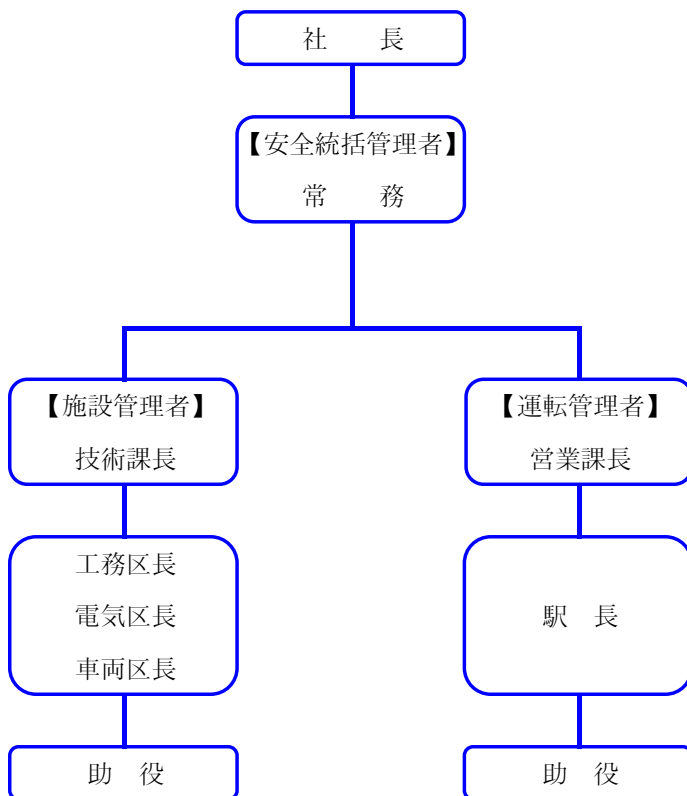 社　　長
【安全統括管理者】
常　　務
【施設管理者】
技術課長
【運転管理者】
営業課長
工務区長
電気区長
車両区長
駅　長
助　役
助　役